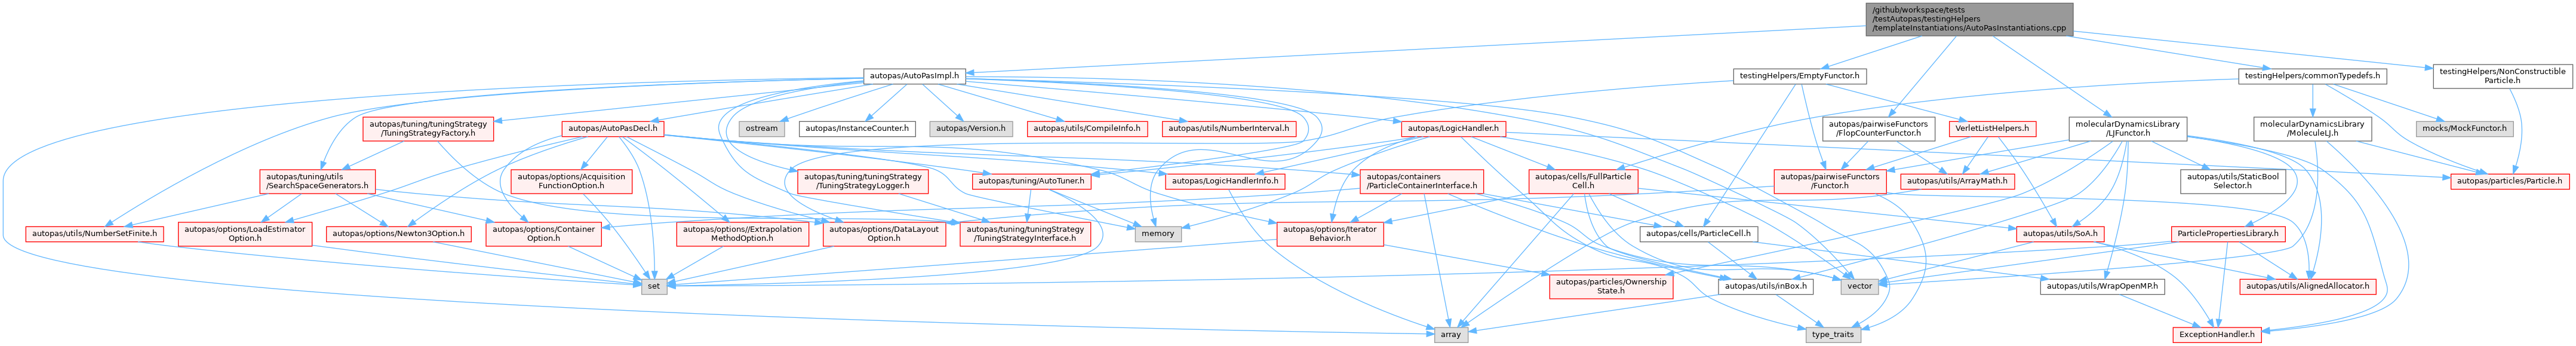 /github/workspace/tests
/testAutopas/testingHelpers
/templateInstantiations/AutoPasInstantiations.cpp
autopas/AutoPasImpl.h
testingHelpers/EmptyFunctor.h
testingHelpers/commonTypedefs.h
testingHelpers/NonConstructible
Particle.h
autopas/tuning/tuningStrategy
/TuningStrategyFactory.h
autopas/AutoPasDecl.h
ostream
autopas/InstanceCounter.h
autopas/Version.h
autopas/utils/CompileInfo.h
autopas/utils/NumberInterval.h
autopas/LogicHandler.h
autopas/pairwiseFunctors
/FlopCounterFunctor.h
VerletListHelpers.h
molecularDynamicsLibrary
/LJFunctor.h
molecularDynamicsLibrary
/MoleculeLJ.h
mocks/MockFunctor.h
autopas/tuning/utils
/SearchSpaceGenerators.h
autopas/options/Acquisition
FunctionOption.h
autopas/tuning/tuningStrategy
/TuningStrategyLogger.h
autopas/tuning/AutoTuner.h
autopas/LogicHandlerInfo.h
autopas/containers
/ParticleContainerInterface.h
autopas/cells/FullParticle
Cell.h
autopas/pairwiseFunctors
/Functor.h
autopas/utils/ArrayMath.h
autopas/utils/StaticBool
Selector.h
autopas/particles/Particle.h
autopas/utils/NumberSetFinite.h
autopas/options/LoadEstimator
Option.h
autopas/options/Newton3Option.h
autopas/options/Container
Option.h
autopas/options//Extrapolation
MethodOption.h
autopas/options/DataLayout
Option.h
autopas/tuning/tuningStrategy
/TuningStrategyInterface.h
memory
autopas/options/Iterator
Behavior.h
autopas/cells/ParticleCell.h
autopas/utils/SoA.h
ParticlePropertiesLibrary.h
set
autopas/particles/Ownership
State.h
autopas/utils/inBox.h
vector
autopas/utils/WrapOpenMP.h
autopas/utils/AlignedAllocator.h
array
type_traits
ExceptionHandler.h